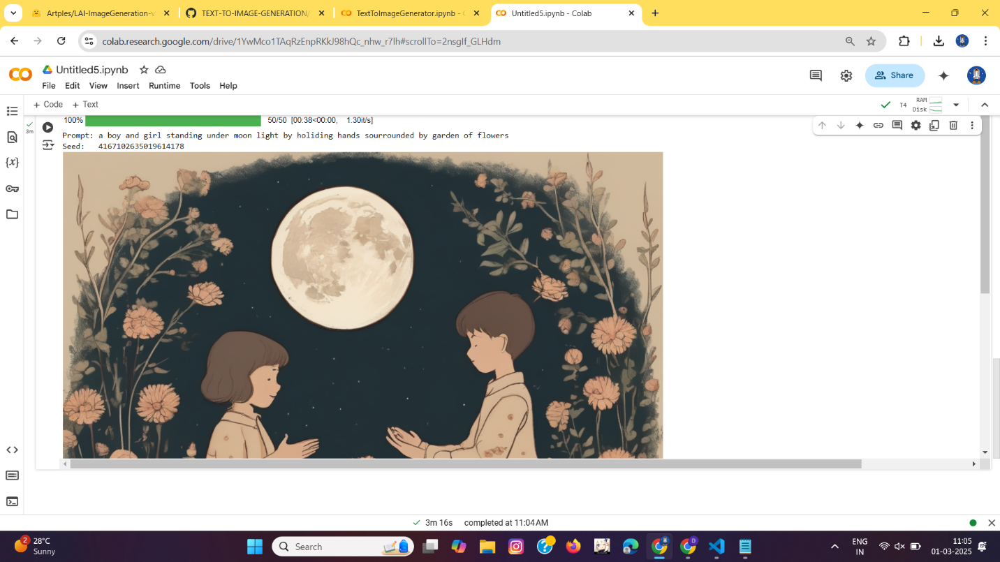 Artples/LAI-ImageGeneration-v
TEXT-TO-IMAGE-GENERATION/
TextToImageGenerator.ipynb -
Untitled5.ipynb - Colab
colab.research.google.com/drive/1YwMco1TAqRzEnpRKkJ98hQc_nhw_r7lh#scrollTo=2nsgIf_GLHdm
Untitled5.ipynb
File Edit View Insert Runtime Tools Help
Share
+ Code + Text
T4 RAM Disk
3m
100% 50/50 [00:38<00:00, 1.30it/s]
Prompt: a boy and girl standing under moon light by holiding hands sourrounded by garden of flowers
Seed: 4167102635019614178
{x}
3m 16s completed at 11:04 AM
2
28°C
Sunny
Search
D
ENG
IN
11:05
01-03-2025